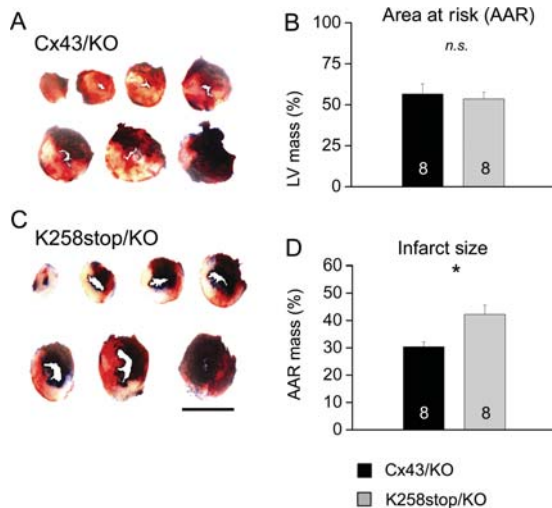 A
Cx43/KO
B
Area at risk (AAR)
n.s.
100
75
50
25
0
LV mass (%)
8
8
C
K258stop/KO
D
Infarct size
*
60
50
40
30
20
10
0
AAR mass (%)
8
8
Cx43/KO
K258stop/KO